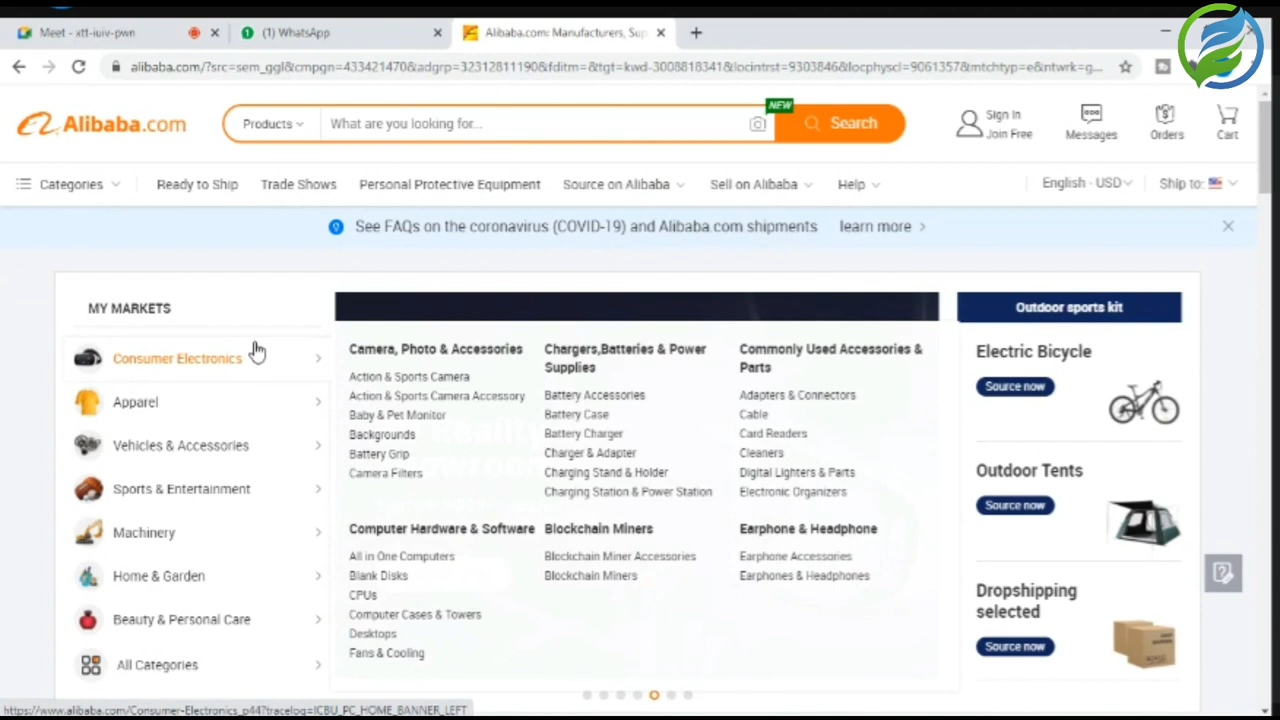 Meet - xtt-iuiv-pwn
(1) WhatsApp
Alibaba.com: Manufacturers, Sup
alibaba.com/?src=sem_ggl&cmpgn=433421470&adgrp=32312811190&fditm=&tgt=kwd-3008818341&locintrst=9303846&locphyscl=9061357&mtchtyp=e&ntwrk=g...
Alibaba.com
Products
What are you looking for...
NEW
Search
Sign In
Join Free
Messages
Orders
Cart
Categories
Ready to Ship
Trade Shows
Personal Protective Equipment
Source on Alibaba
Sell on Alibaba
Help
English - USD
Ship to:
See FAQs on the coronavirus (COVID-19) and Alibaba.com shipments
learn more
MY MARKETS
Consumer Electronics
Apparel
Vehicles & Accessories
Sports & Entertainment
Machinery
Home & Garden
Beauty & Personal Care
All Categories
Camera, Photo & Accessories
Action & Sports Camera
Action & Sports Camera Accessory
Baby & Pet Monitor
Backgrounds
Battery Grip
Camera Filters
Chargers,Batteries & Power
Supplies
Battery Accessories
Battery Case
Battery Charger
Charger & Adapter
Charging Stand & Holder
Charging Station & Power Station
Commonly Used Accessories &
Parts
Adapters & Connectors
Cable
Card Readers
Cleaners
Digital Lighters & Parts
Electronic Organizers
Computer Hardware & Software
All in One Computers
Blank Disks
CPUs
Computer Cases & Towers
Desktops
Fans & Cooling
Blockchain Miners
Blockchain Miner Accessories
Blockchain Miners
Earphone & Headphone
Earphone Accessories
Earphones & Headphones
Outdoor sports kit
Electric Bicycle
Source now
Outdoor Tents
Source now
Dropshipping
selected
Source now
https://www.alibaba.com/Consumer-Electronics_p44?tracelog=ICBU_PC_HOME_BANNER_LEFT